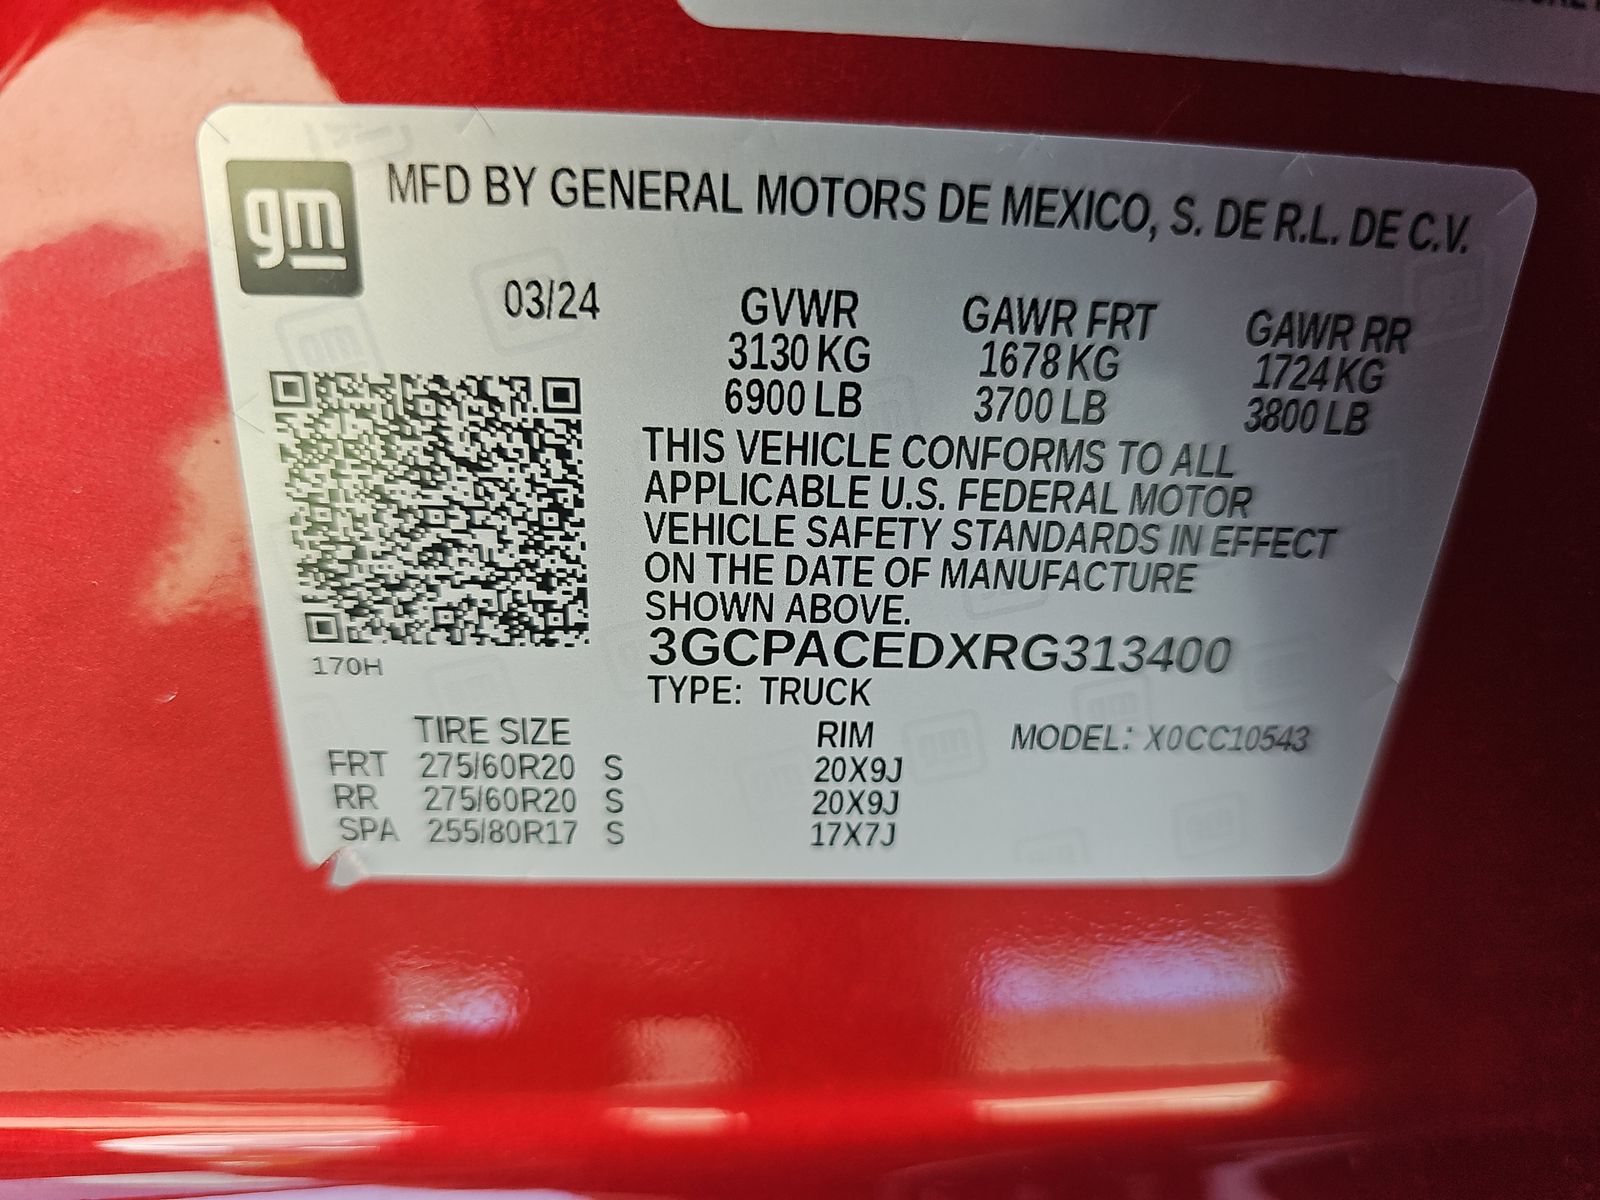 gm
MFD BY GENERAL MOTORS DE MEXICO, S. DE R.L. DE C.V.
03/24 GVWR GAWR FRT GAWR RR
3130 KG 1678 KG 1724 KG
6900 LB 3700 LB 3800 LB
THIS VEHICLE CONFORMS TO ALL
APPLICABLE U.S. FEDERAL MOTOR
VEHICLE SAFETY STANDARDS IN EFFECT
ON THE DATE OF MANUFACTURE
SHOWN ABOVE.
3GCPACEDXRG313400
170H
TYPE: TRUCK
TIRE SIZE RIM MODEL: X0CC10543
FRT 275/60R20 S 20X9J
RR 275/60R20 S 20X9J
SPA 255/80R17 S 17X7J